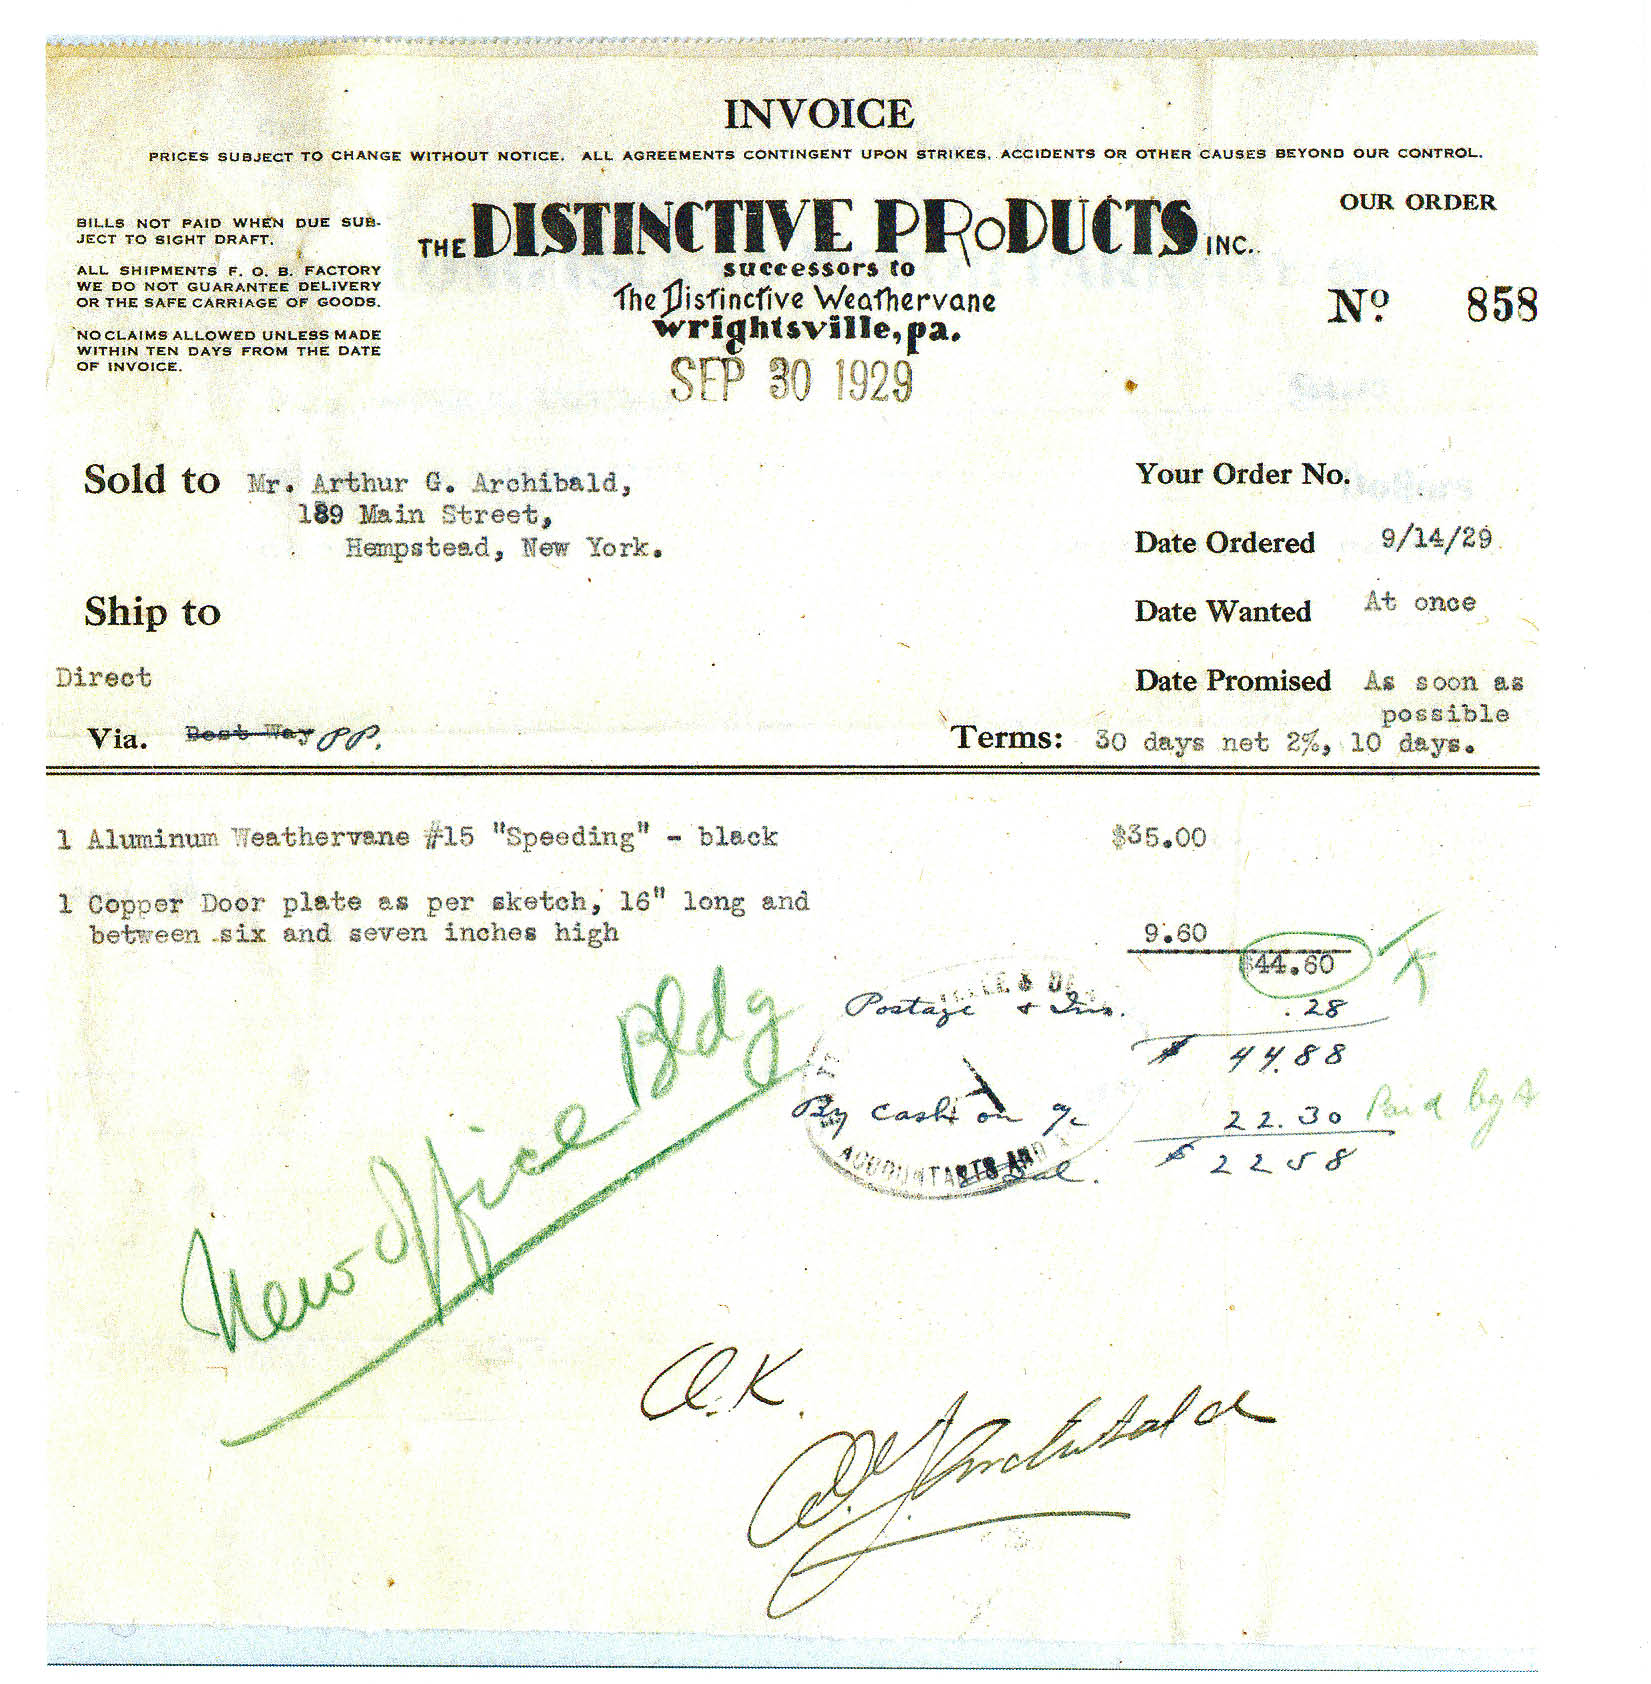 INVOICE
PRICES SUBJECT TO CHANGE WITHOUT NOTICE. ALL AGREEMENTS CONTINGENT UPON STRIKES, ACCIDENTS OR OTHER CAUSES BEYOND OUR CONTROL.
BILLS NOT PAID WHEN DUE SUB-
JECT TO SIGHT DRAFT.
ALL SHIPMENTS F. O. B. FACTORY
WE DO NOT GUARANTEE DELIVERY
OR THE SAFE CARRIAGE OF GOODS.
NO CLAIMS ALLOWED UNLESS MADE
WITHIN TEN DAYS FROM THE DATE
OF INVOICE.
THE DISTINCTIVE PRODUCTS INC.
successors to
The Distinctive Weathervane
wrightsville, pa.
SEP 30 1929
OUR ORDER
No. 858
Sold to Mr. Arthur G. Archibald,
189 Main Street,
Hempstead, New York.
Your Order No.
Date Ordered 9/14/29
Date Wanted At once
Ship to
Direct
Date Promised As soon as
possible
Via. Best Way PP.
Terms: 30 days net 2%, 10 days.
1 Aluminum Weathervane #15 "Speeding" - black $35.00
1 Copper Door plate as per sketch, 16" long and
between six and seven inches high 9.60
$44.60
Postage & Ins. .28
$ 44.88
By cash on a/c 22.30 Paid by A
Bal. $ 22 58
ACCOUNTANTS AND
New Office Bldg
O.K.
A. G. Archibald